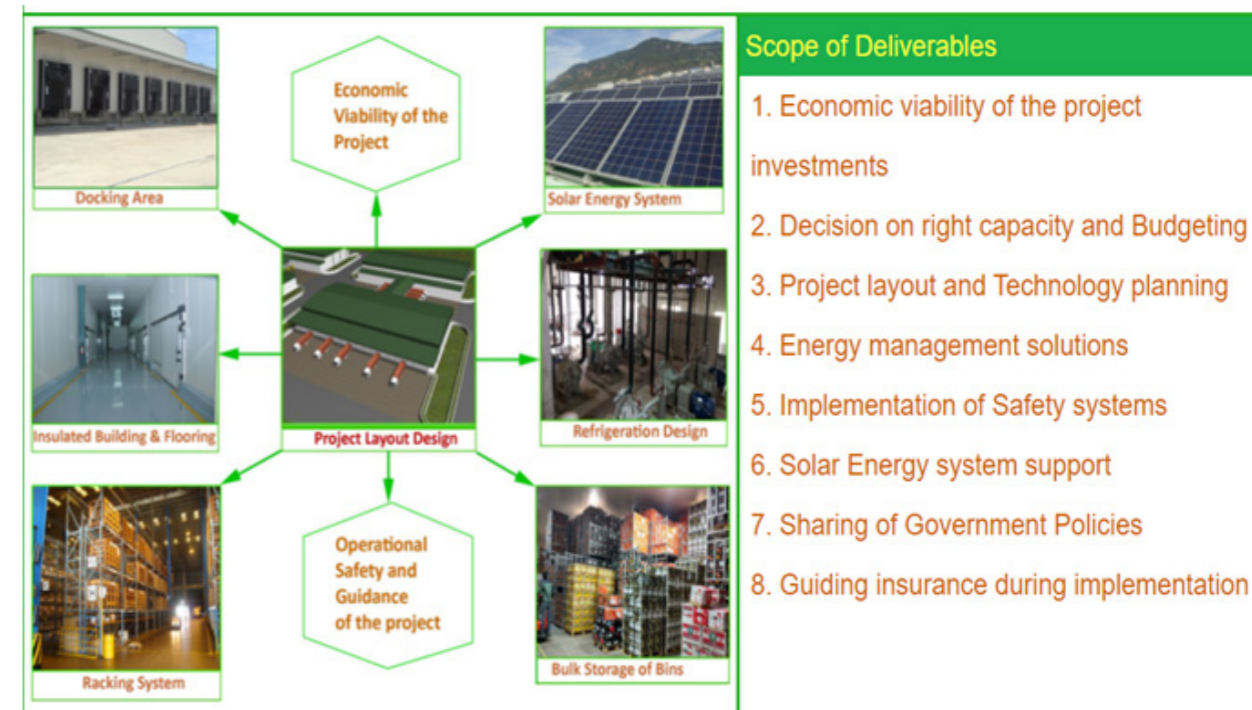 Economic
Viability of the
Project
Docking Area
Solar Energy System
Insulated Building & Flooring
Project Layout Design
Refrigeration Design
Operational
Safety and
Guidance
of the project
Racking System
Bulk Storage of Bins
Scope of Deliverables
1. Economic viability of the project
investments
2. Decision on right capacity and Budgeting
3. Project layout and Technology planning
4. Energy management solutions
5. Implementation of Safety systems
6. Solar Energy system support
7. Sharing of Government Policies
8. Guiding insurance during implementation